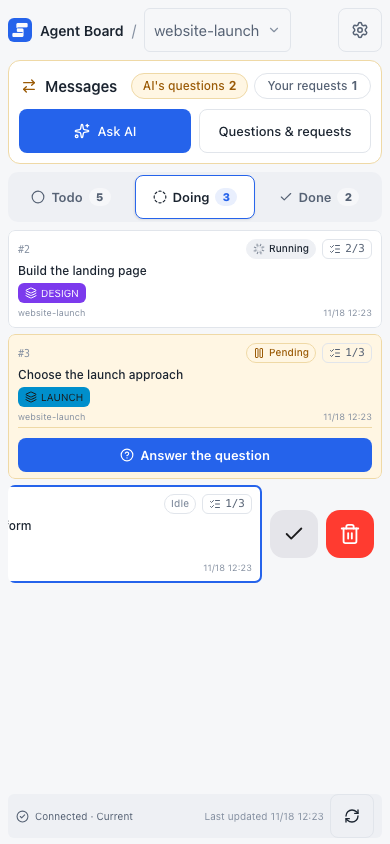 Agent Board / website-launch
Messages AI's questions 2 Your requests 1
Ask AI Questions & requests
Todo 5 Doing 3 Done 2
#2 Running 2/3
Build the landing page
DESIGN
website-launch 11/18 12:23
#3 Pending 1/3
Choose the launch approach
LAUNCH
website-launch 11/18 12:23
Answer the question
Idle 1/3
orm
11/18 12:23
Connected · Current Last updated 11/18 12:23